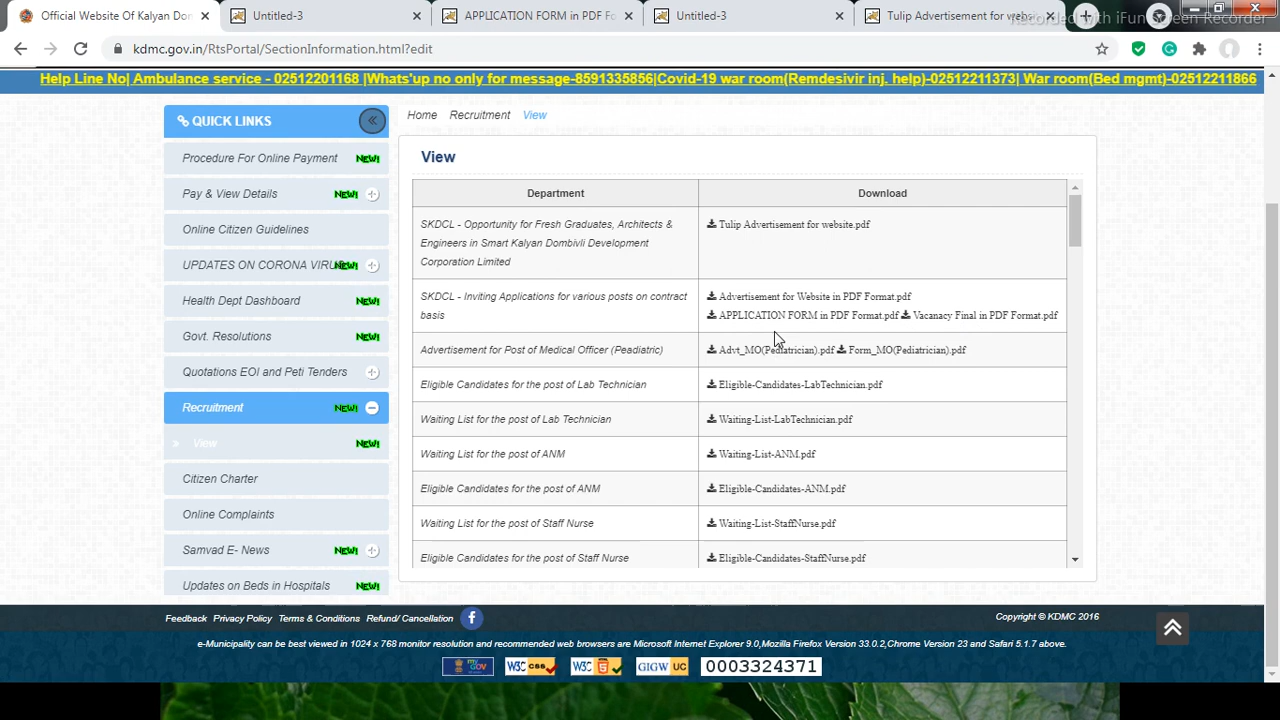 Official Website Of Kalyan Don
Untitled-3
APPLICATION FORM in PDF Fo
Untitled-3
Tulip Advertisement for webs
Recorded with iFun Screen Recorder
kdmc.gov.in/RtsPortal/SectionInformation.html?edit
Help Line No| Ambulance service - 02512201168 |Whats'up no only for message-8591335856|Covid-19 war room(Remdesivir inj. help)-02512211373| War room(Bed mgmt)-02512211866
QUICK LINKS
Procedure For Online Payment NEW!
Pay & View Details NEW!
Online Citizen Guidelines
UPDATES ON CORONA VIRU NEW!
Health Dept Dashboard
Govt. Resolutions
Quotations EOI and Peti Tenders
Recruitment NEW!
» View NEW!
Citizen Charter
Online Complaints
Samvad E- News NEW!
Updates on Beds in Hospitals NEW!
Home Recruitment View
View
Department Download
SKDCL - Opportunity for Fresh Graduates, Architects & Tulip Advertisement for website.pdf
Engineers in Smart Kalyan Dombivli Development
Corporation Limited
SKDCL - Inviting Applications for various posts on contract Advertisement for Website in PDF Format.pdf
basis APPLICATION FORM in PDF Format.pdf Vacanacy Final in PDF Format.pdf
Advertisement for Post of Medical Officer (Peadiatric) Advt_MO(Pediatrician).pdf Form_MO(Pediatrician).pdf
Eligible Candidates for the post of Lab Technician Eligible-Candidates-LabTechnician.pdf
Waiting List for the post of Lab Technician Waiting-List-LabTechnician.pdf
Waiting List for the post of ANM Waiting-List-ANM.pdf
Eligible Candidates for the post of ANM Eligible-Candidates-ANM.pdf
Waiting List for the post of Staff Nurse Waiting-List-StaffNurse.pdf
Eligible Candidates for the post of Staff Nurse Eligible-Candidates-StaffNurse.pdf
Feedback Privacy Policy Terms & Conditions Refund/ Cancellation
Copyright © KDMC 2016
e-Municipality can be best viewed in 1024 x 768 monitor resolution and recommended web browsers are Microsoft Internet Explorer 9.0,Mozilla Firefox Version 33.0.2,Chrome Version 23 and Safari 5.1.7 above.
W3C css W3C HTML GIGW UC 0003324371